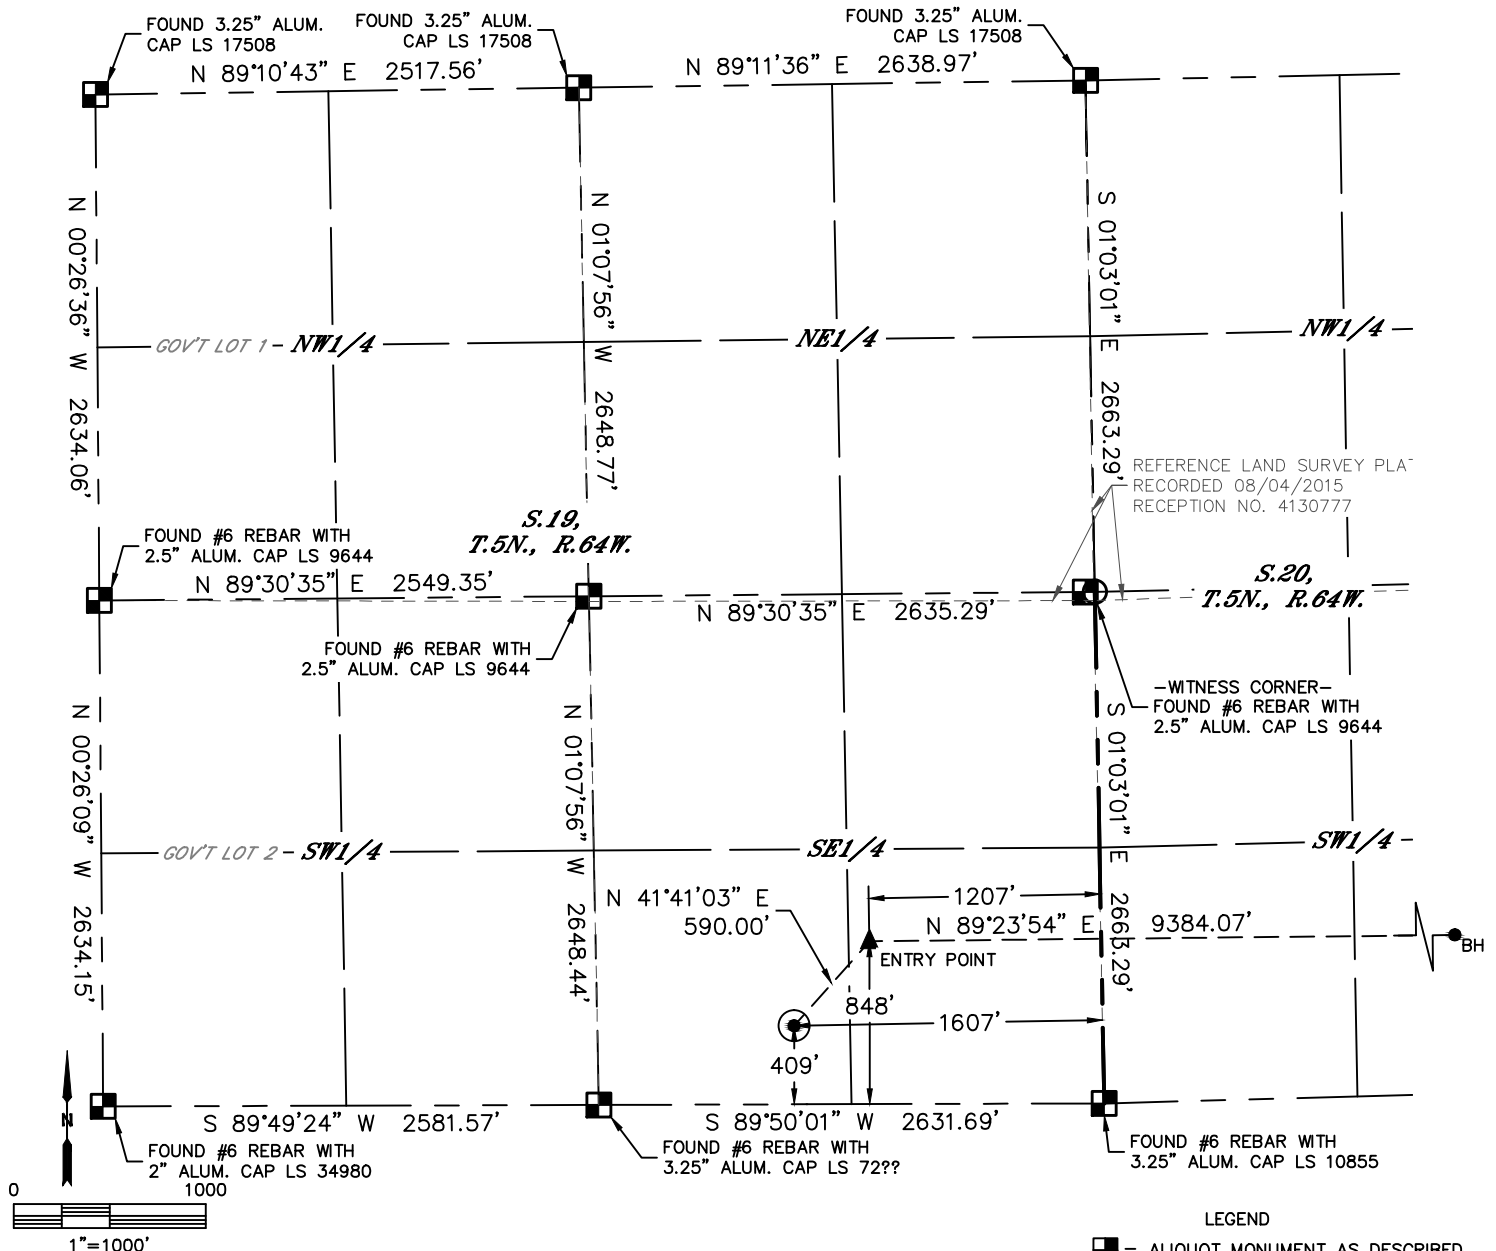 FOUND 3.25” ALUM.
CAP LS 17508
FOUND 3.25” ALUM.
CAP LS 17508
FOUND 3.25” ALUM.
CAP LS 17508
N 89°10’43” E 2517.56’
N 89°11’36” E 2638.97’
N 00°26’36” W 2634.06’
N 01°07’56” W 2648.77’
S 01°03’01” E 2663.29’
GOV’T LOT 1
NW1/4
NE1/4
NW1/4
REFERENCE LAND SURVEY PLAT
RECORDED 08/04/2015
RECEPTION NO. 4130777
FOUND #6 REBAR WITH
2.5” ALUM. CAP LS 9644
S.19,
T.5N., R.64W.
N 89°30’35” E 2549.35’
N 89°30’35” E 2635.29’
S.20,
T.5N., R.64W.
FOUND #6 REBAR WITH
2.5” ALUM. CAP LS 9644
–WITNESS CORNER–
FOUND #6 REBAR WITH
2.5” ALUM. CAP LS 9644
N 00°26’09” W 2634.15’
N 01°07’56” W 2648.44’
S 01°03’01” E 2663.29’
GOV’T LOT 2
SW1/4
SE1/4
SW1/4
N 41°41’03” E
590.00’
1207’
N 89°23’54” E 9384.07’
ENTRY POINT
BH
848’
1607’
409’
N
S 89°49’24” W 2581.57’
S 89°50’01” W 2631.69’
FOUND #6 REBAR WITH
2” ALUM. CAP LS 34980
FOUND #6 REBAR WITH
3.25” ALUM. CAP LS 72??
FOUND #6 REBAR WITH
3.25” ALUM. CAP LS 10855
0 1000
1”=1000’
LEGEND
– ALIQUOT MONUMENT AS DESCRIBED